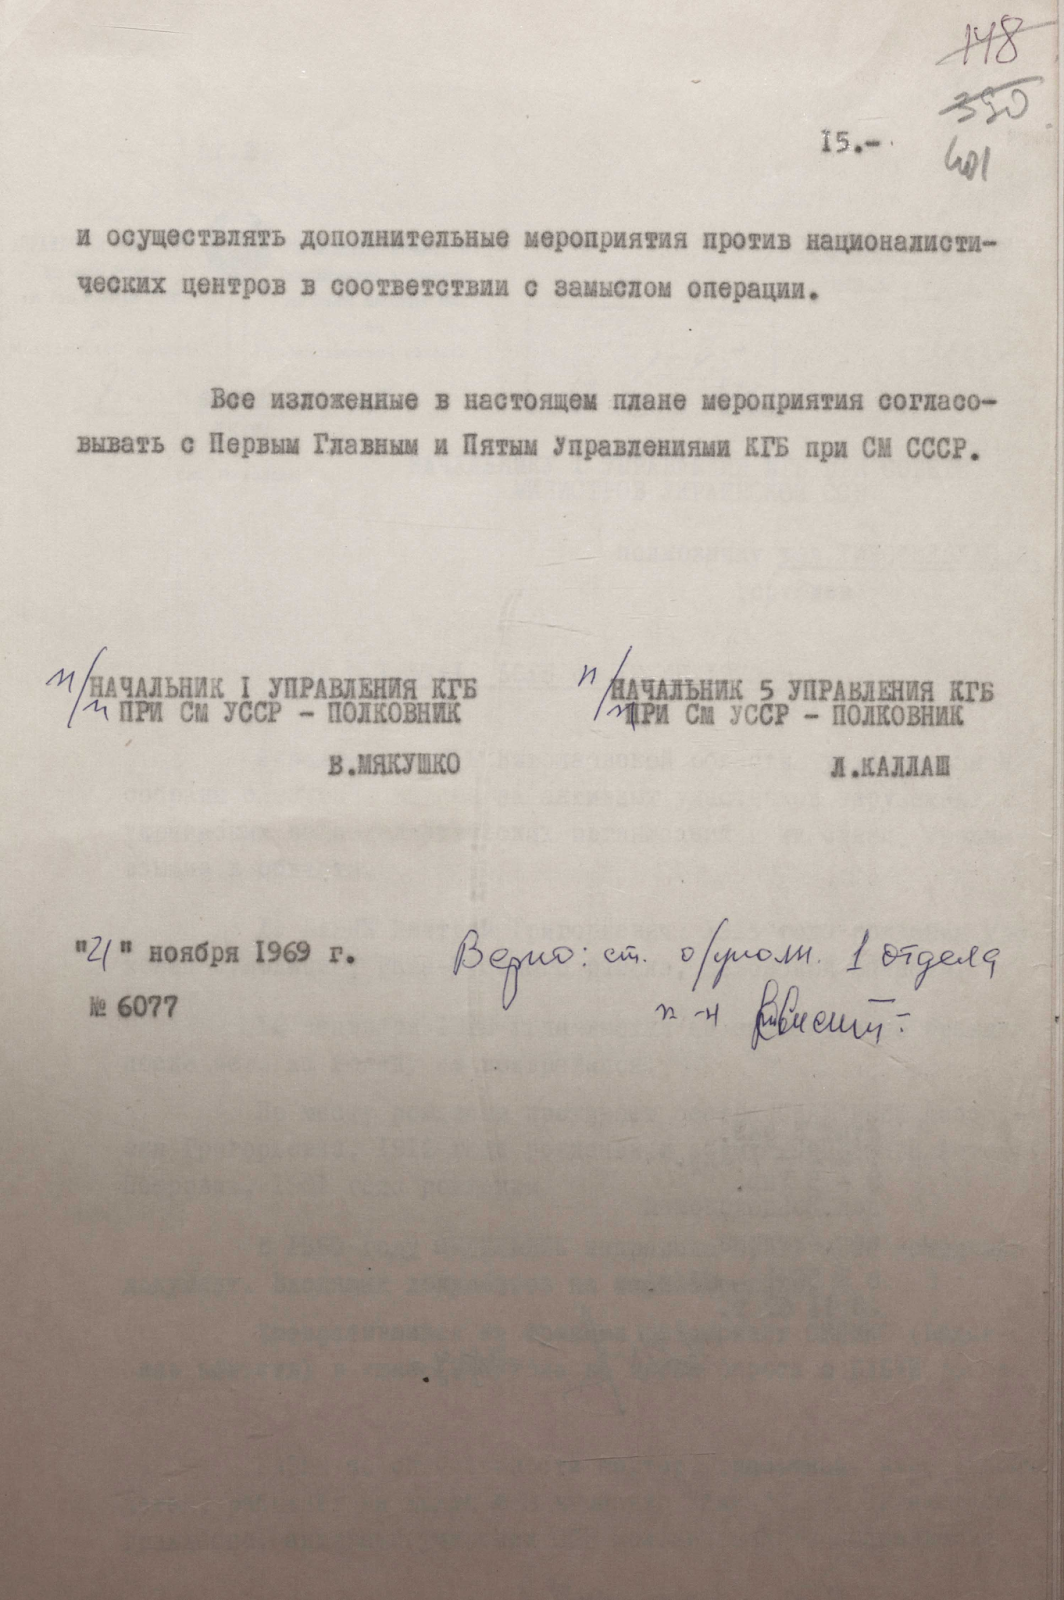 148
350
15.-
401
и осуществлять дополнительные мероприятия против националисти-
ческих центров в соответствии с замыслом операции.
Все изложенные в настоящем плане мероприятия согласо-
вывать с Первым Главным и Пятым Управлениями КГБ при СМ СССР.
п/п НАЧАЛЬНИК I УПРАВЛЕНИЯ КГБ
ПРИ СМ УССР - ПОЛКОВНИК
В.МЯКУШКО
п/п НАЧАЛЬНИК 5 УПРАВЛЕНИЯ КГБ
ПРИ СМ УССР - ПОЛКОВНИК
Л.КАЛЛАШ
"21" ноября 1969 г.
№ 6077
Верно: ст. о/уполн. 1 отдела
п-к